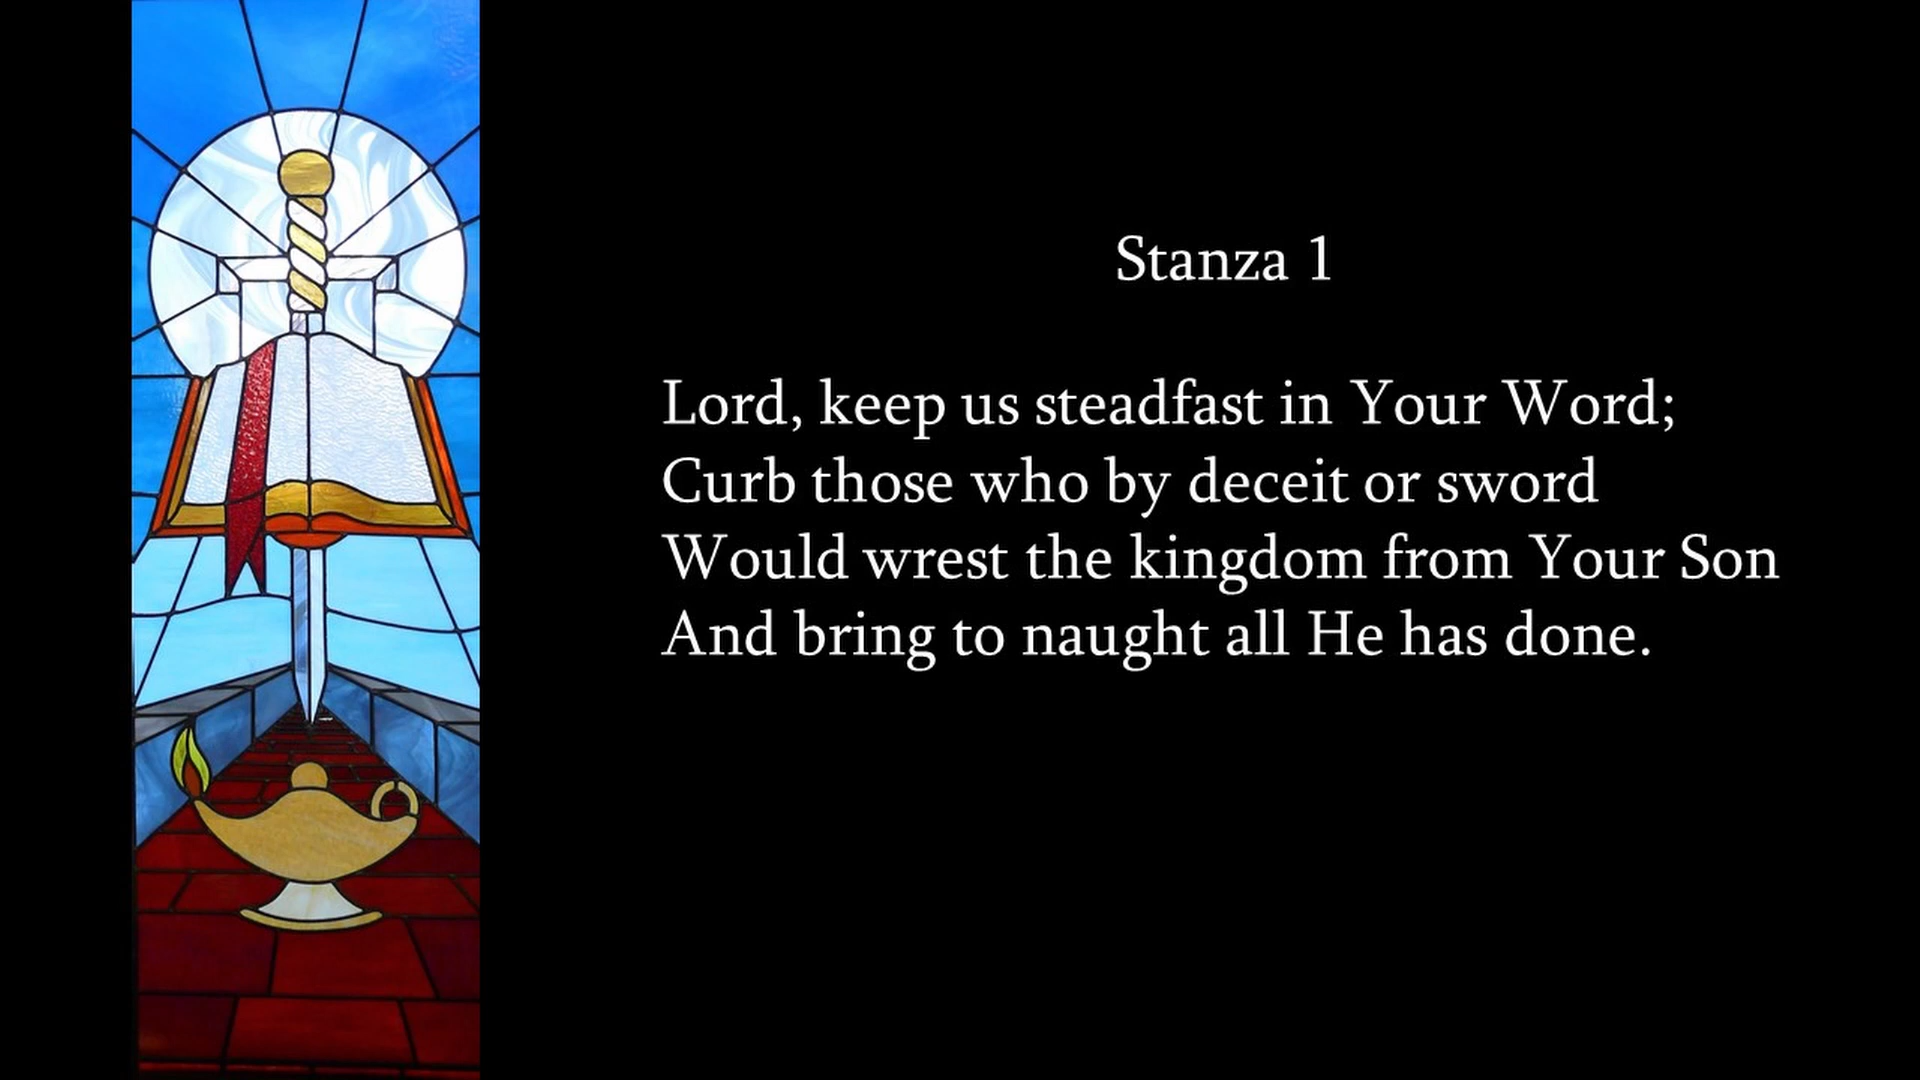 Stanza 1
Lord, keep us steadfast in Your Word;
Curb those who by deceit or sword
Would wrest the kingdom from Your Son
And bring to naught all He has done.